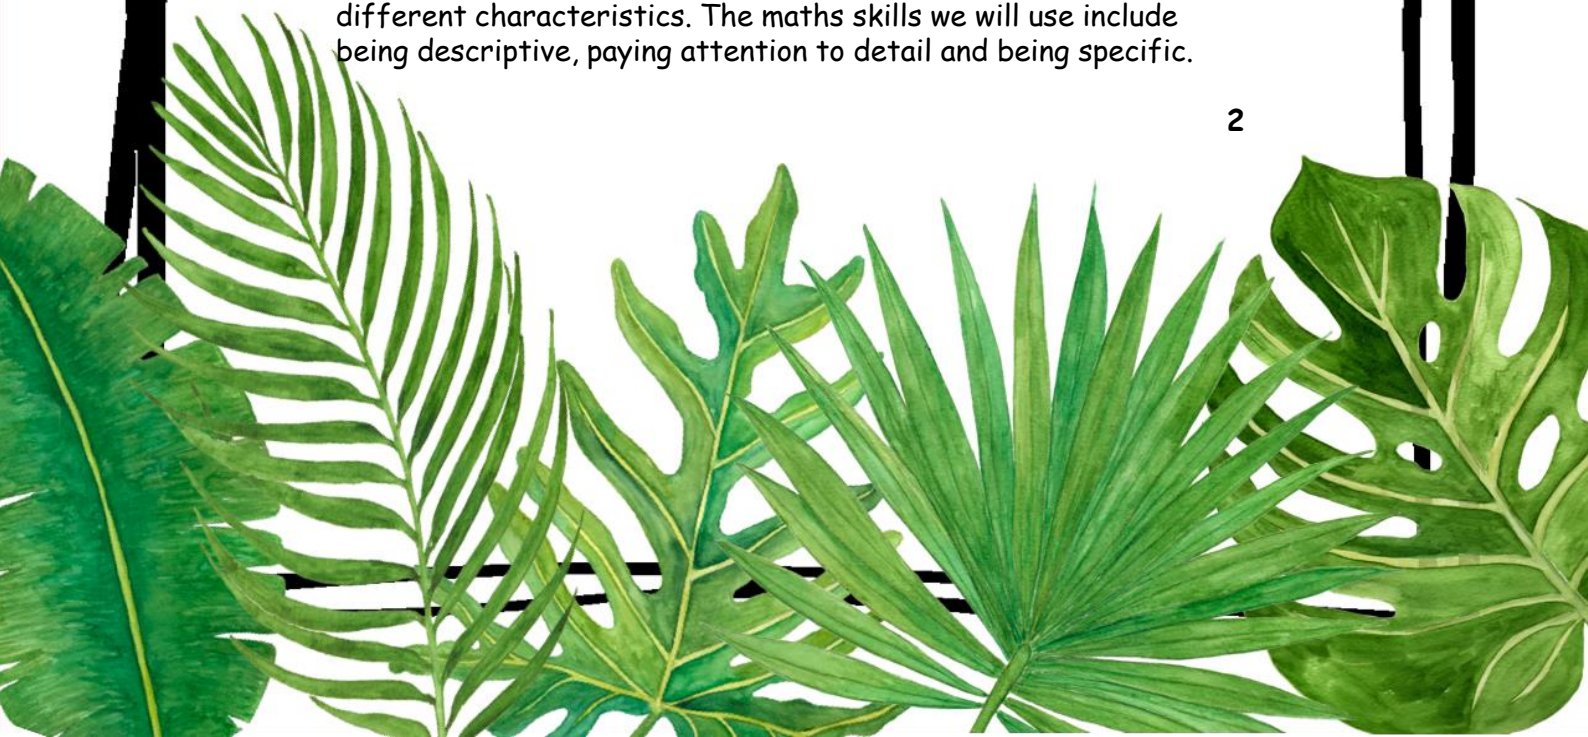 different characteristics. The maths skills we will use include
being descriptive, paying attention to detail and being specific.
2